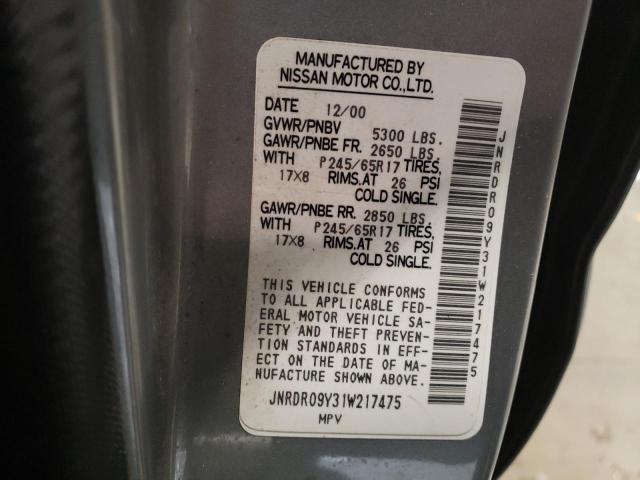 MANUFACTURED BY
NISSAN MOTOR CO.,LTD.
DATE 12/00
GVWR/PNBV 5300 LBS.
GAWR/PNBE FR. 2650 LBS.
WITH P245/65R17 TIRES,
17X8 RIMS.AT 26 PSI
COLD SINGLE.
GAWR/PNBE RR. 2850 LBS.
WITH P245/65R17 TIRES,
17X8 RIMS.AT 26 PSI
COLD SINGLE.
THIS VEHICLE CONFORMS
TO ALL APPLICABLE FED-
ERAL MOTOR VEHICLE SA-
FETY AND THEFT PREVEN-
TION STANDARDS IN EFF-
ECT ON THE DATE OF MA-
NUFACTURE SHOWN ABOVE.
JNRDR09Y31W217475
MPV
JNRDR09Y31W217475